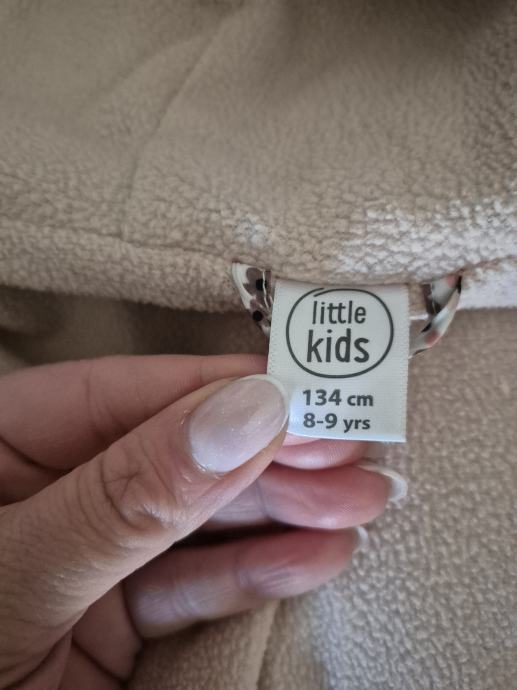 little
kids
134 cm
8-9 yrs